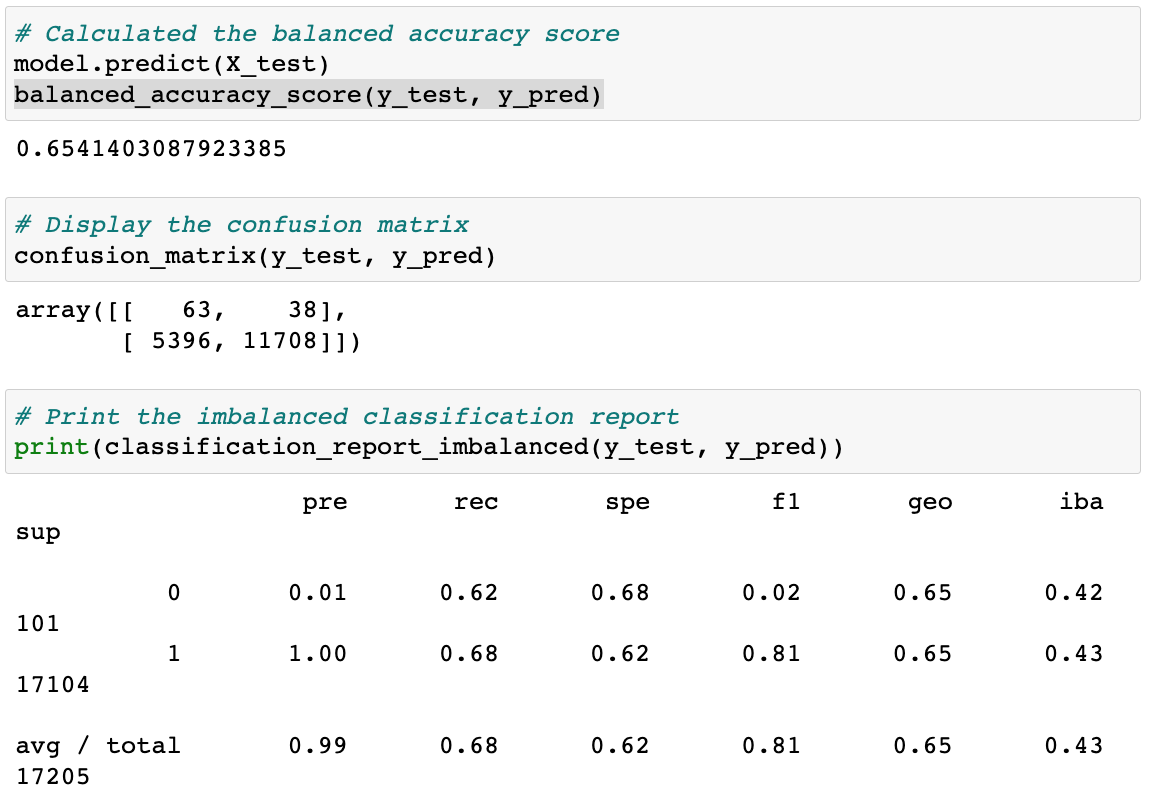 # Calculated the balanced accuracy score
model.predict(X_test)
balanced_accuracy_score(y_test, y_pred)
0.6541403087923385
# Display the confusion matrix
confusion_matrix(y_test, y_pred)
array([[   63,    38],
       [ 5396, 11708]])
# Print the imbalanced classification report
print(classification_report_imbalanced(y_test, y_pred))
                   pre       rec       spe        f1       geo       iba
sup
          0       0.01      0.62      0.68      0.02      0.65      0.42
101
          1       1.00      0.68      0.62      0.81      0.65      0.43
17104
avg / total       0.99      0.68      0.62      0.81      0.65      0.43
17205